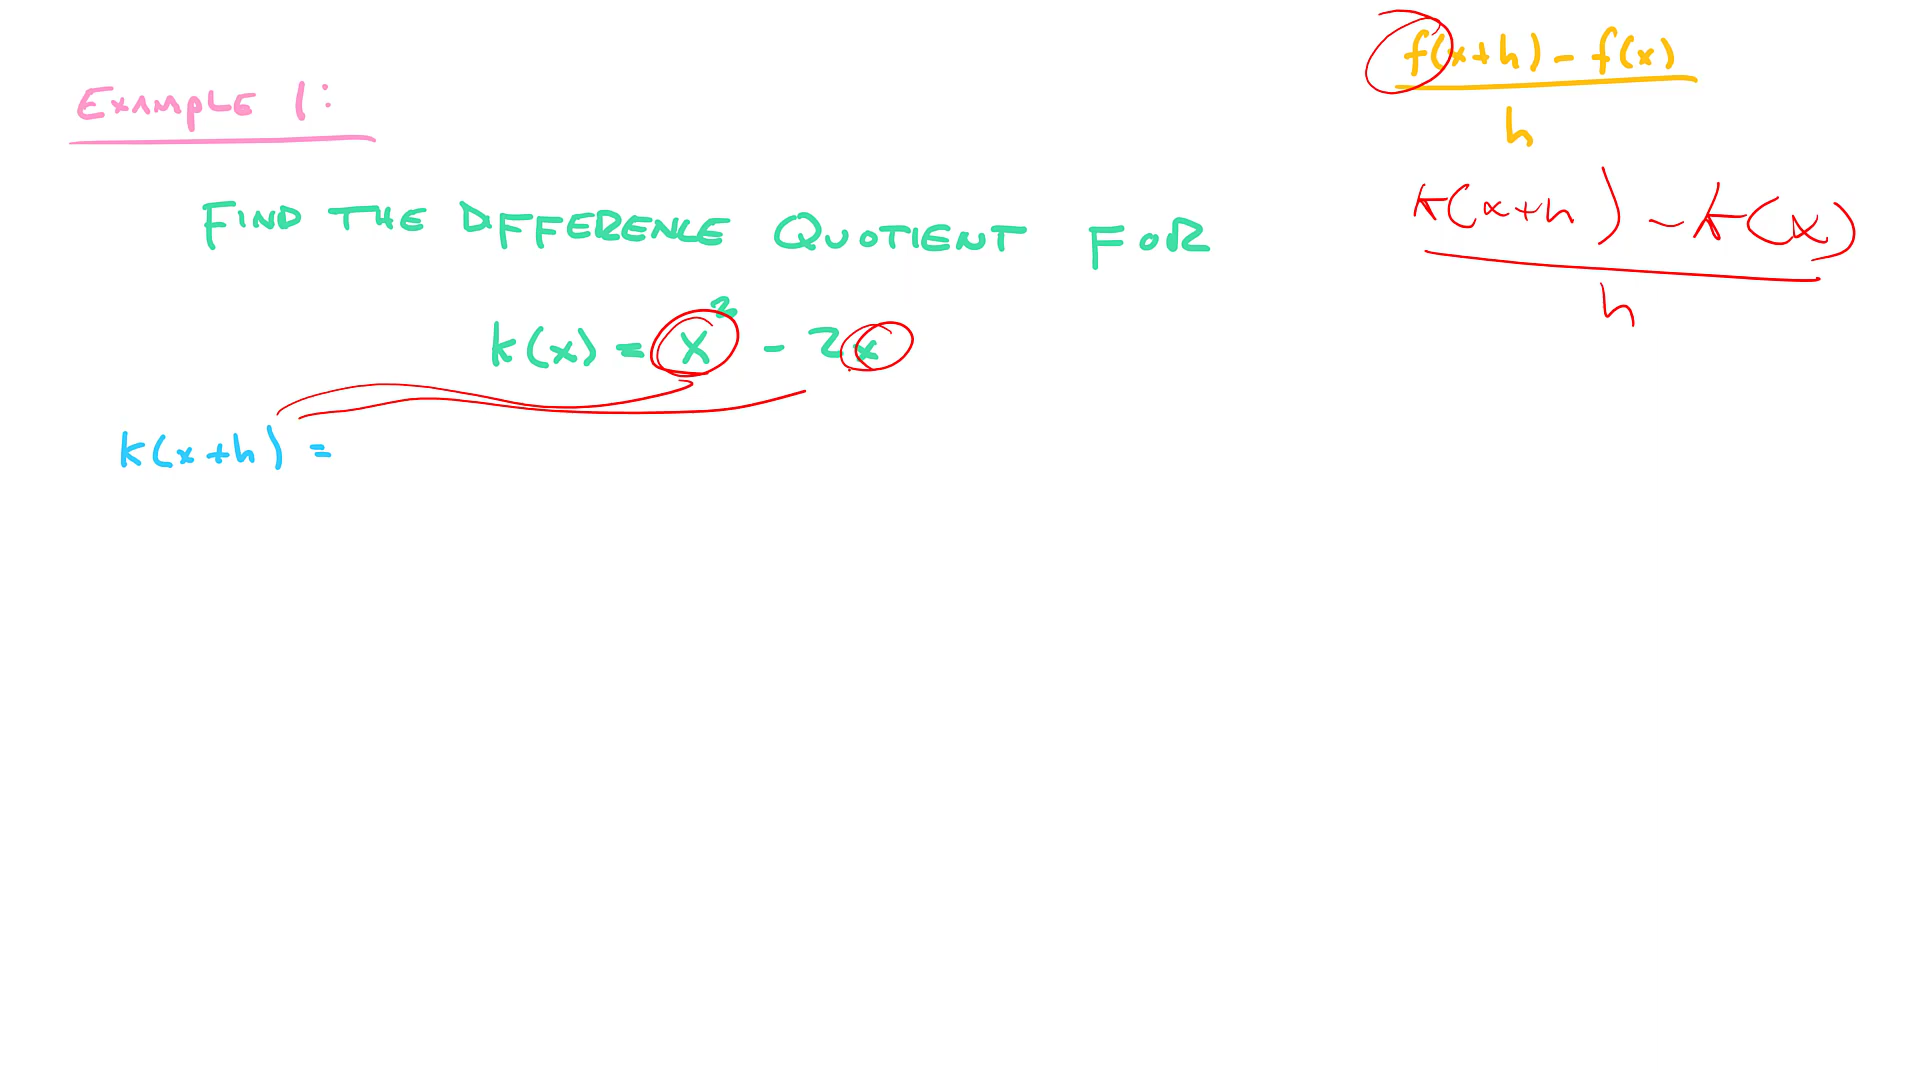 Example 1:
f(x+h) - f(x)
h
k(x+h) - k(x)
h
FIND THE DIFFERENCE QUOTIENT FOR
k(x) = x² - 2x
k(x+h) =